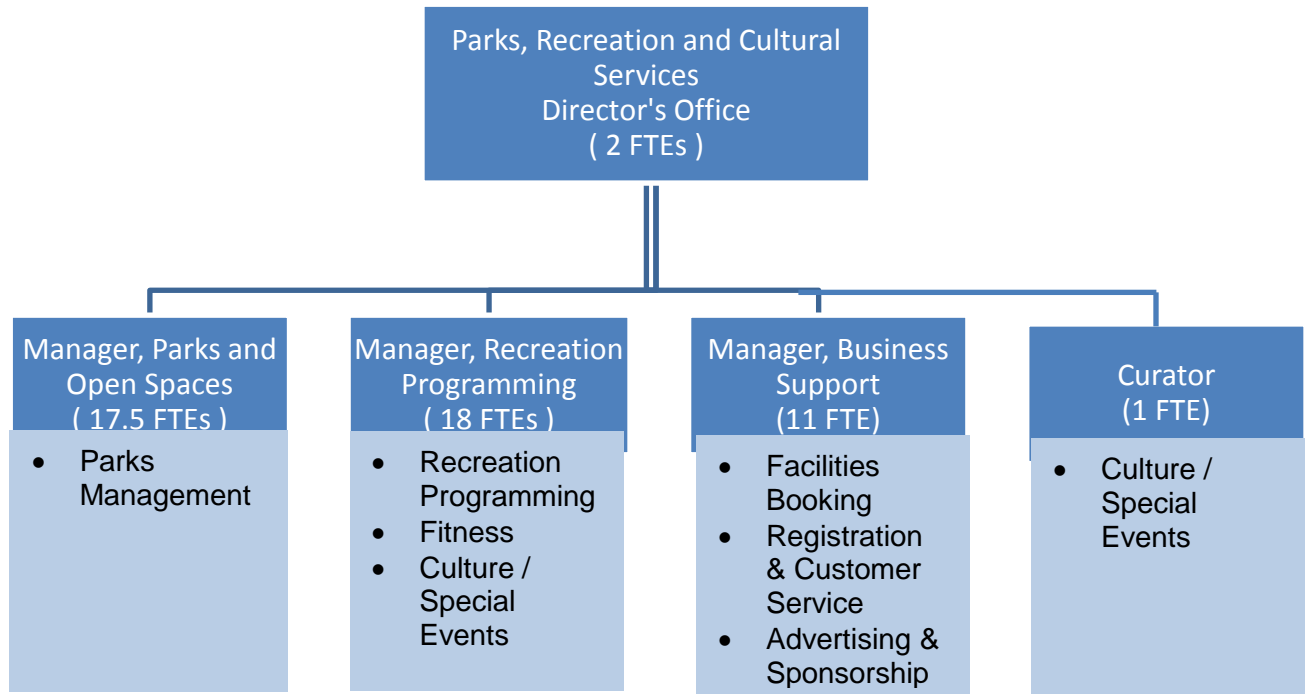 Parks, Recreation and Cultural
Services
Director's Office
( 2 FTEs )
Manager, Parks and
Open Spaces
( 17.5 FTEs )
• Parks
Management
Manager, Recreation
Programming
( 18 FTEs )
• Recreation
Programming
• Fitness
• Culture /
Special
Events
Manager, Business
Support
(11 FTE)
• Facilities
Booking
• Registration
& Customer
Service
• Advertising &
Sponsorship
Curator
(1 FTE)
• Culture /
Special
Events